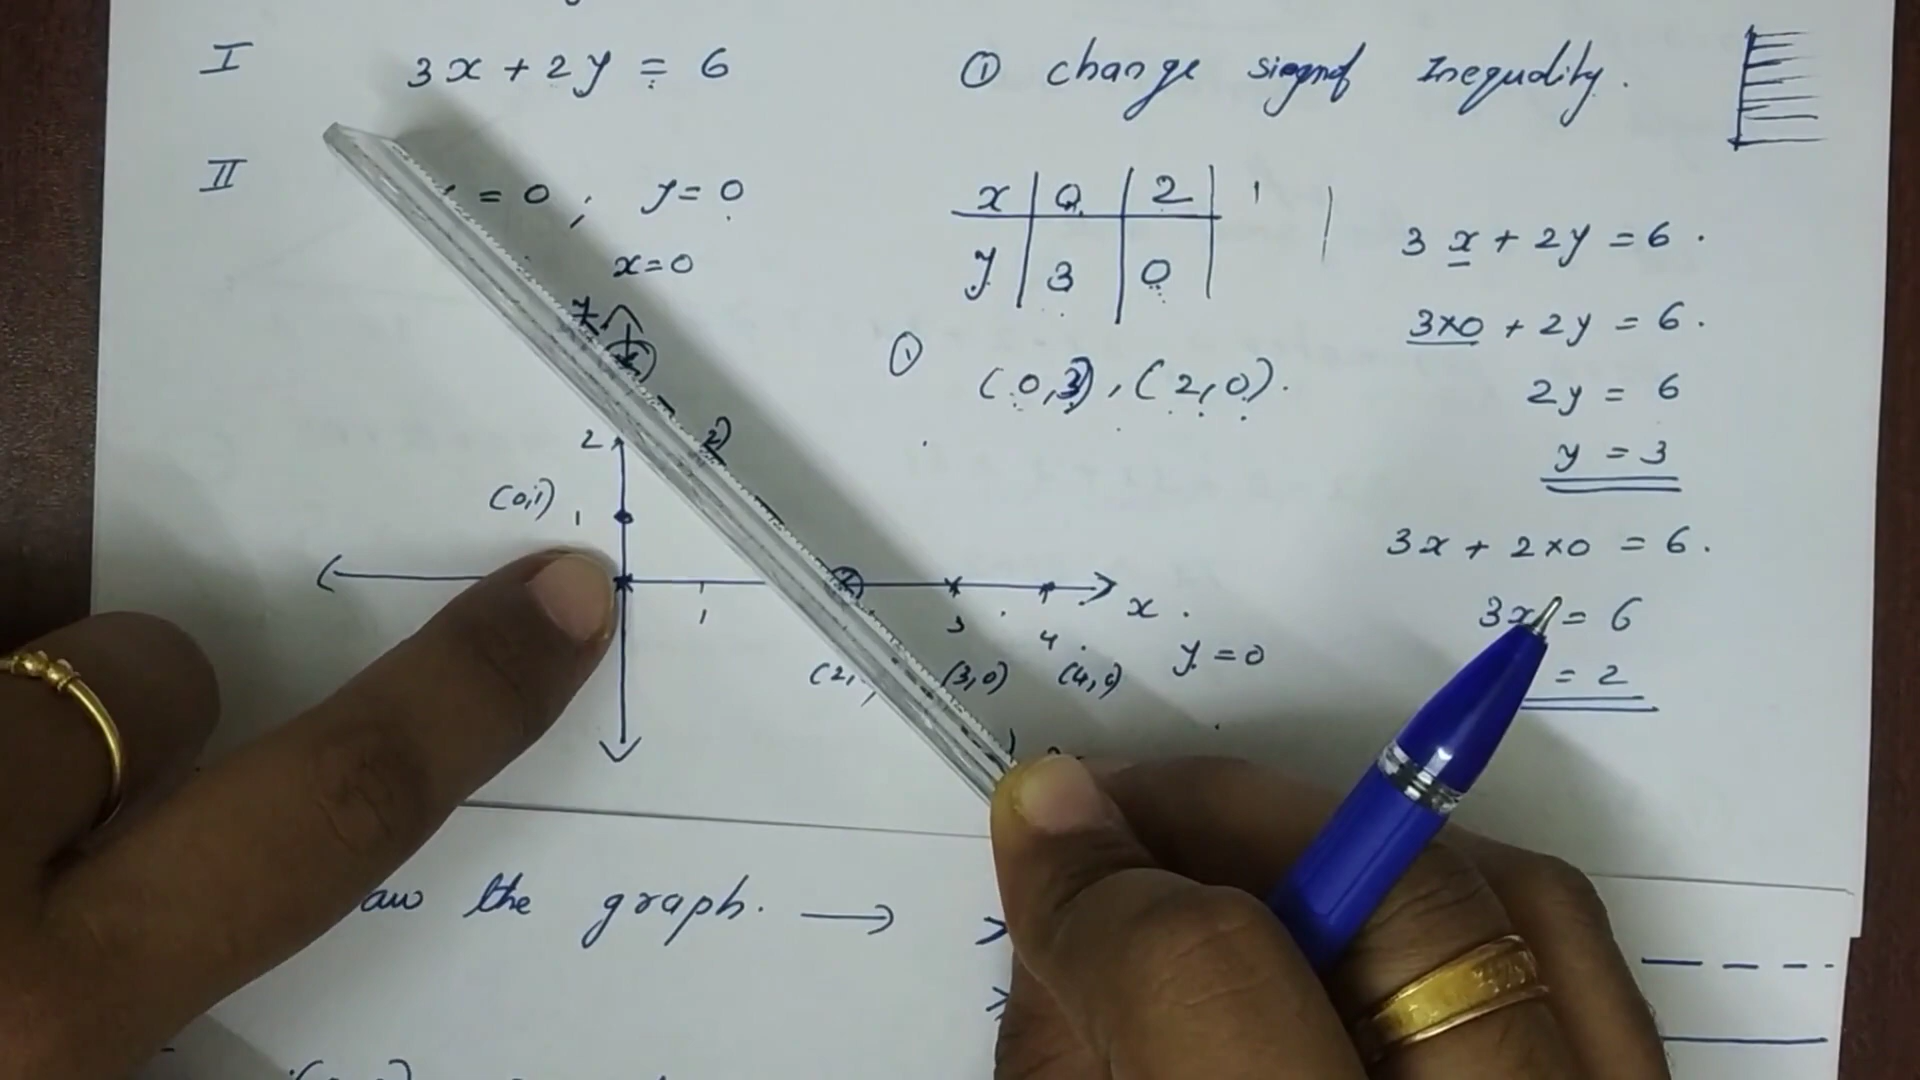 I 3x + 2y = 6
① change sign of Inequality.
II = 0 ; y = 0
x=0
x 0 2
y 3 0
① (0,3), (2,0).
3x + 2y = 6.
3×0 + 2y = 6.
2y = 6
y = 3
3x + 2×0 = 6.
3x = 6
= 2
2
(0,1) 1
1 3 4 x
y = 0
(2, (3,0) (4,0)
the graph. →